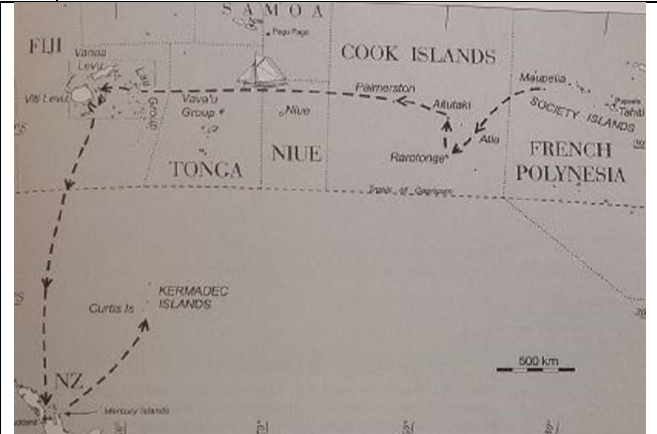 SAMOA
Apia
Pago Pago
FIJI
Vanua
Levu
COOK ISLANDS
Lau
Group
Viti Levu
Vava'u
Group
Niue
Palmerston
Aitutaki
Maupelia
Papeete
Tahiti
SOCIETY ISLANDS
Atiu
Rarotonga
TONGA
NIUE
FRENCH
POLYNESIA
Tropic of Capricorn
KERMADEC
ISLANDS
Curtis Is
500 km
NZ
Mercury Islands